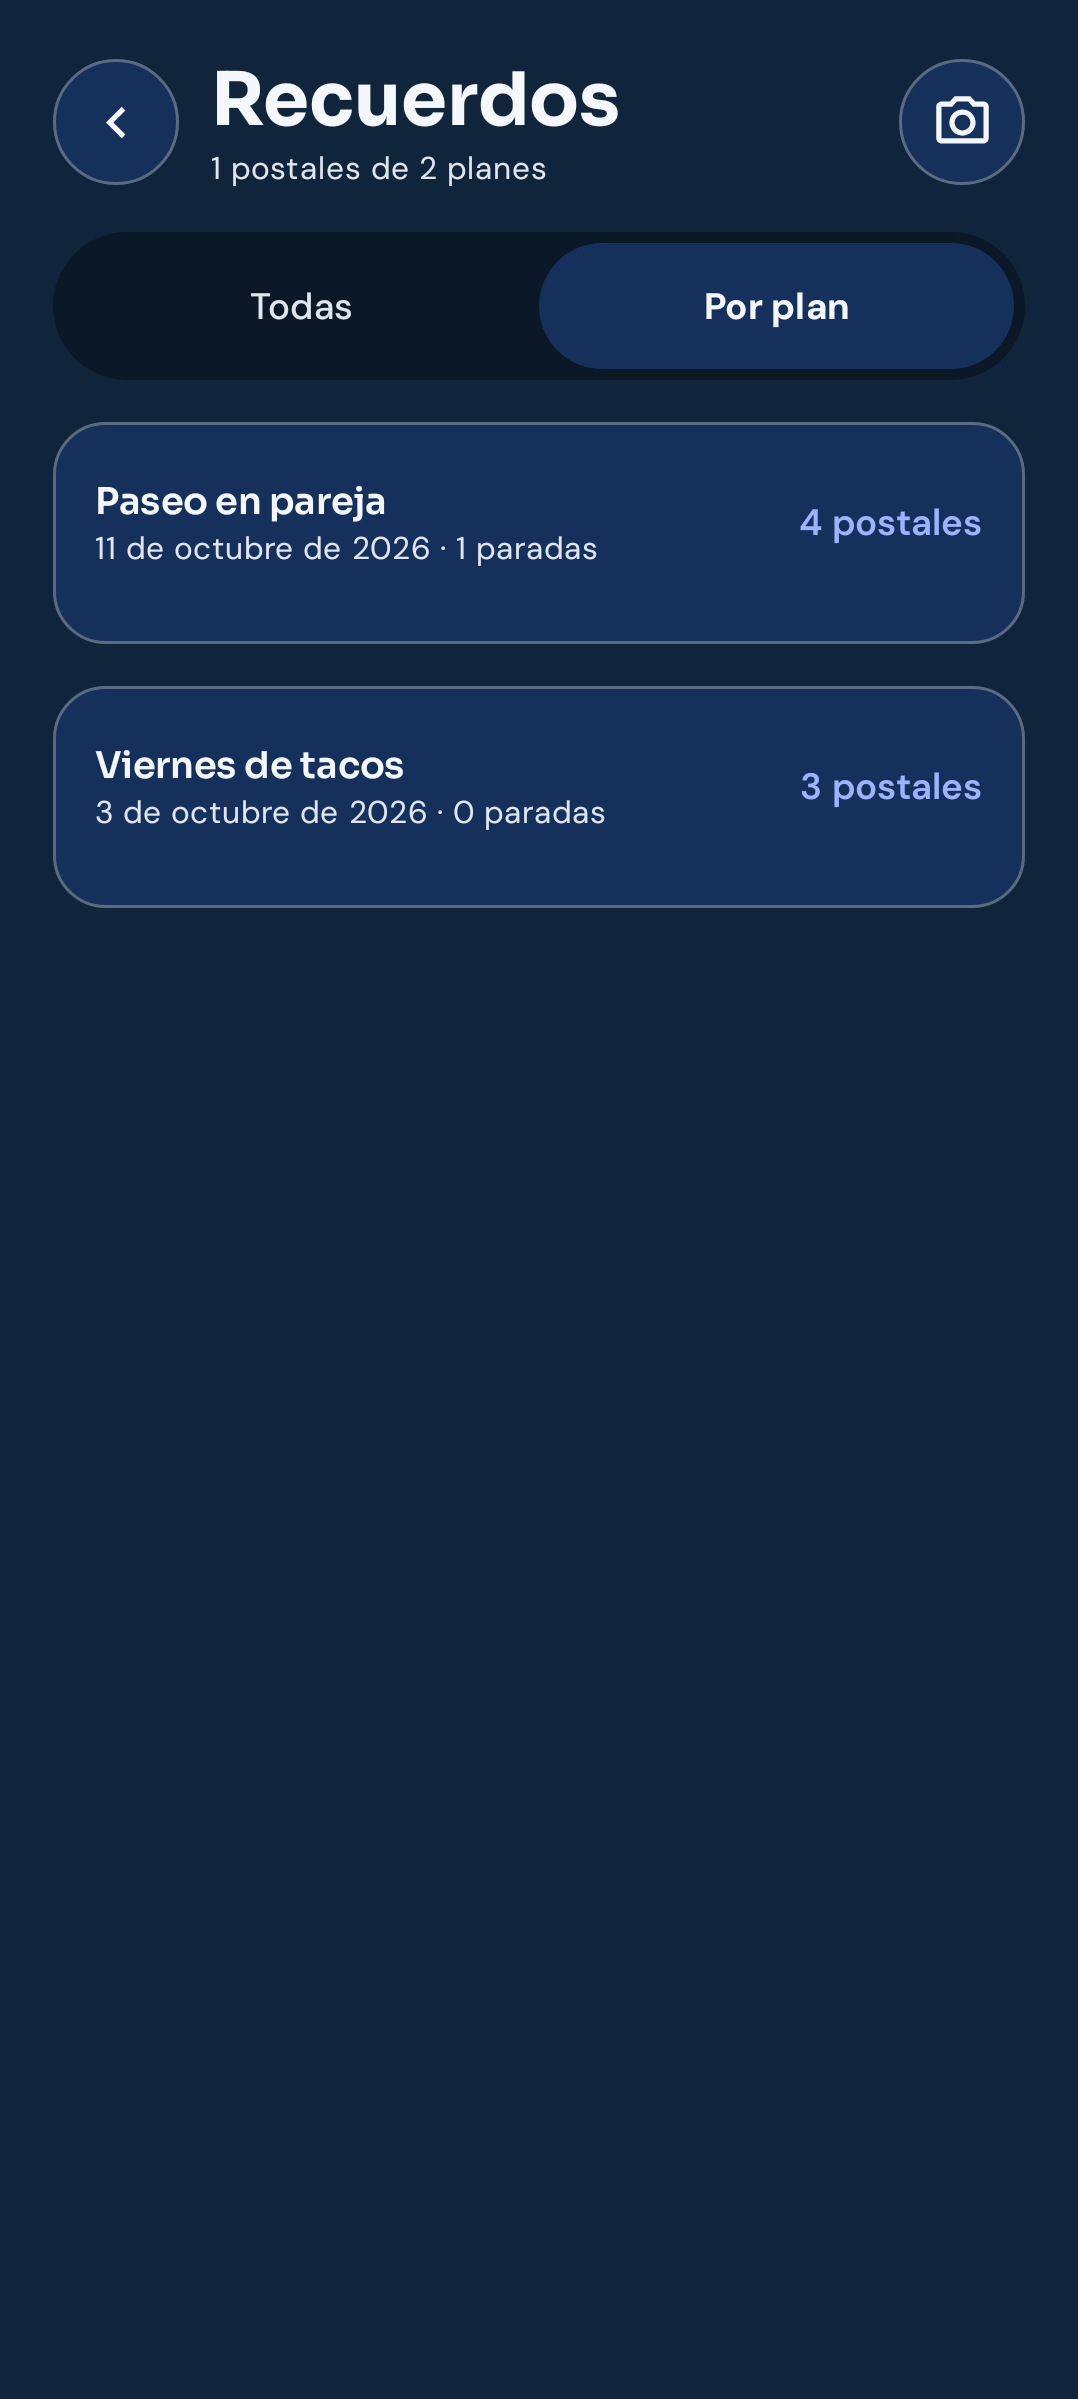 Recuerdos
1 postales de 2 planes
Todas
Por plan
Paseo en pareja
11 de octubre de 2026 · 1 paradas
4 postales
Viernes de tacos
3 de octubre de 2026 · 0 paradas
3 postales